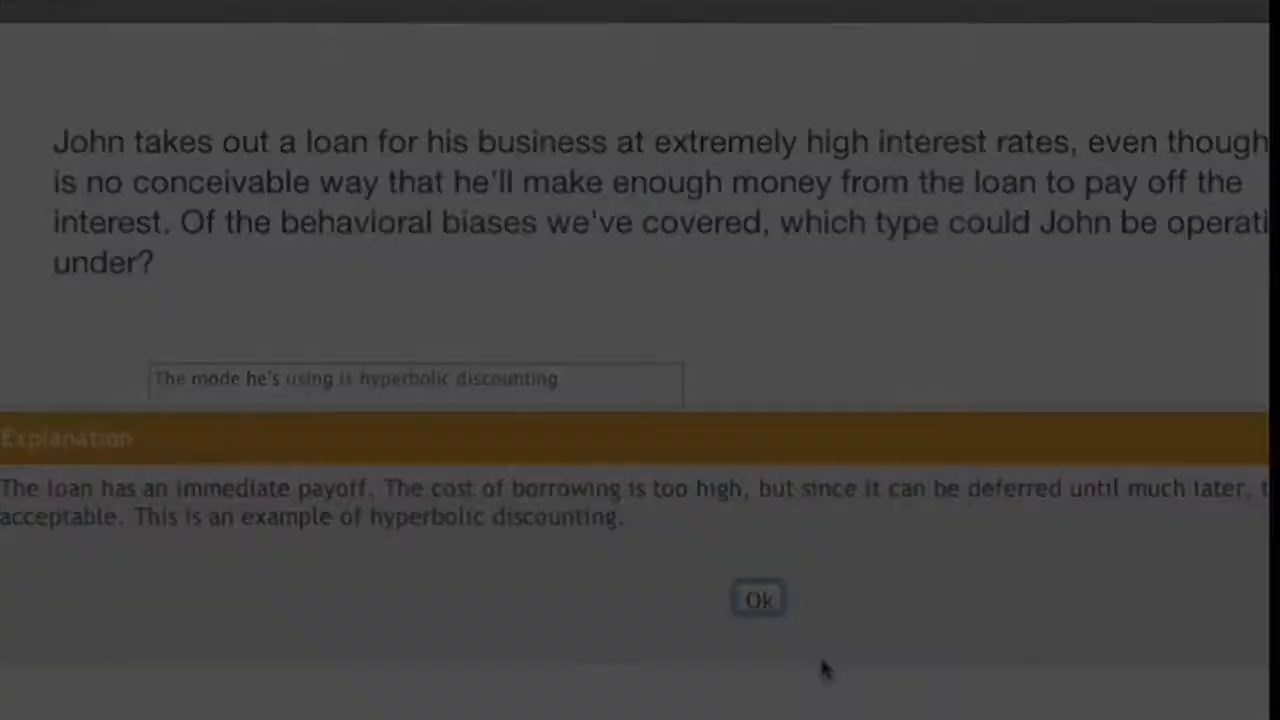 John takes out a loan for his business at extremely high interest rates, even though
is no conceivable way that he'll make enough money from the loan to pay off the
interest. Of the behavioral biases we've covered, which type could John be operati
under?
The mode he's using is hyperbolic discounting
Explanation
The loan has an immediate payoff. The cost of borrowing is too high, but since it can be deferred until much later, t
acceptable. This is an example of hyperbolic discounting.
Ok